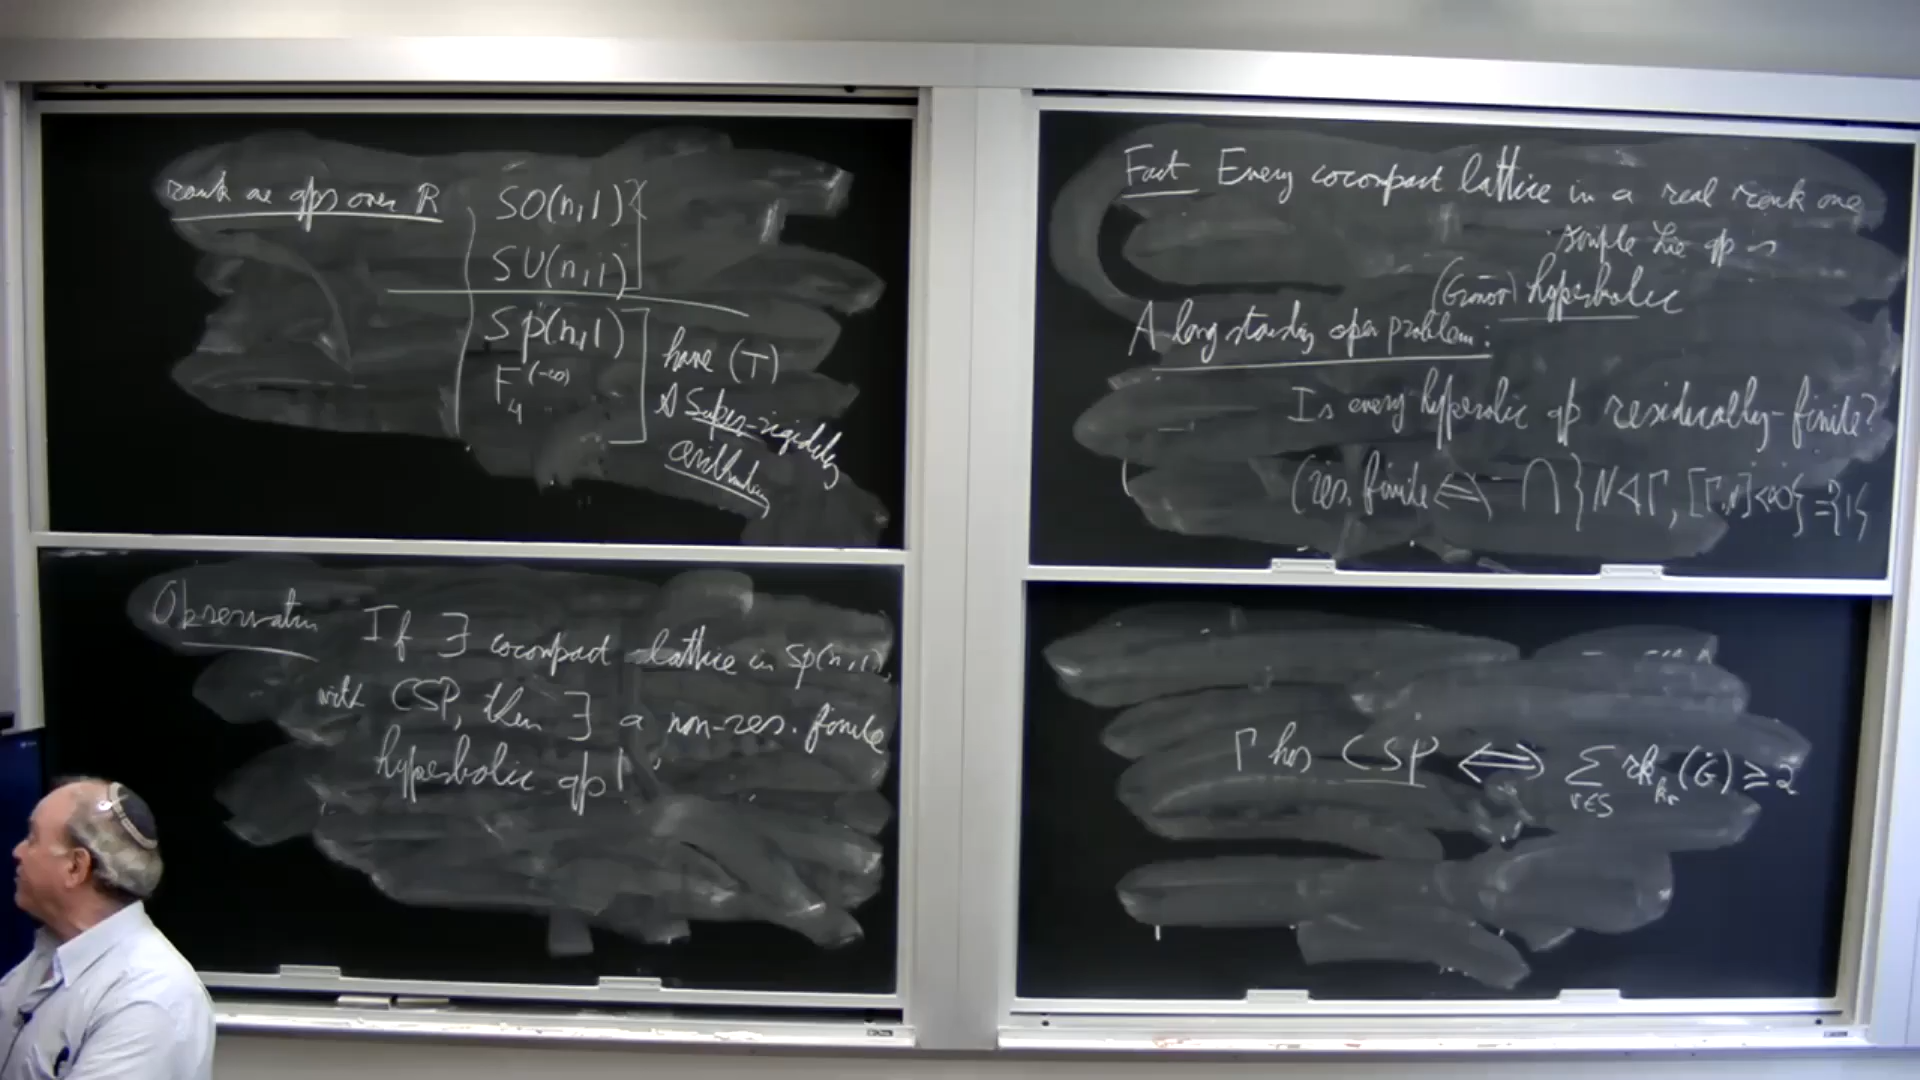 rank one gps over R
SO(n,1)
SU(n,1)
Sp(n,1)
F₄^(-20)
have (T)
Super-rigidity
arithmeticity
Observation If ∃ cocompact lattice in Sp(n,1),
with CSP, then ∃ a non-res. finite
hyperbolic gp!
Fact Every cocompact lattice in a real rank one
simple Lie gp is
(Gromov) hyperbolic
A long standing open problem:
Is every hyperbolic gp residually-finite?
(res. finite ⟺ ∩ {N◁Γ, [Γ:N]<∞} = {1}
Γ has CSP ⟺ Σ_{v∈S} rk_{k_v}(G) ≥ 2